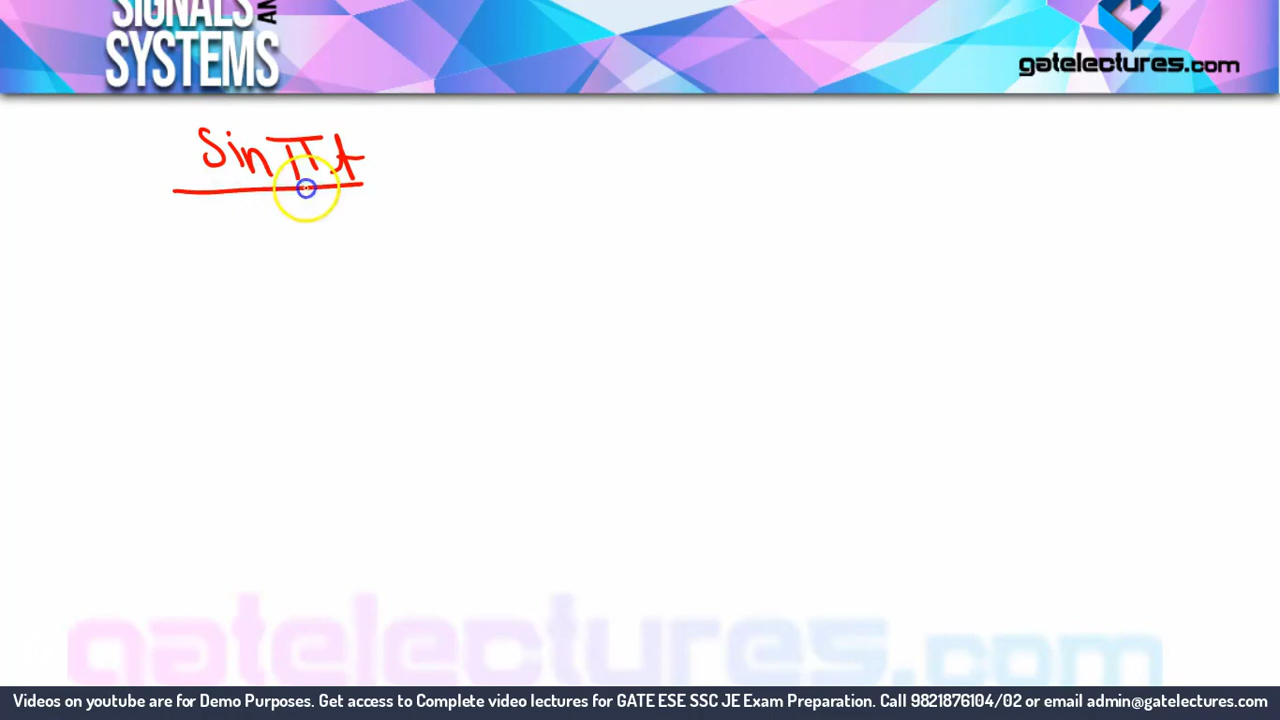 SIGNALS AND
SYSTEMS
gatelectures.com
Sin πt
gatelectures.com
Videos on youtube are for Demo Purposes. Get access to Complete video lectures for GATE ESE SSC JE Exam Preparation. Call 9821876104/02 or email admin@gatelectures.com